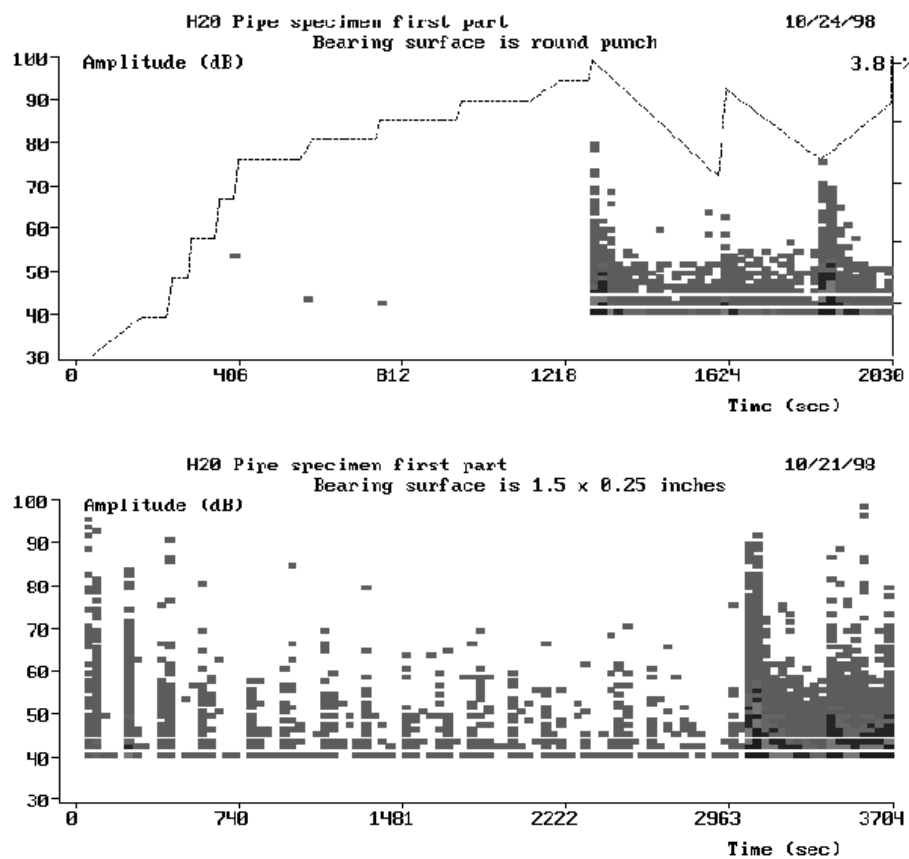 H20 Pipe specimen first part 10/24/98
Bearing surface is round punch
Amplitude (dB)
3.8
100
90
80
70
60
50
40
30
0 406 812 1218 1624 2030
Time (sec)
H20 Pipe specimen first part 10/21/98
Bearing surface is 1.5 x 0.25 inches
Amplitude (dB)
100
90
80
70
60
50
40
30
0 740 1481 2222 2963 3704
Time (sec)